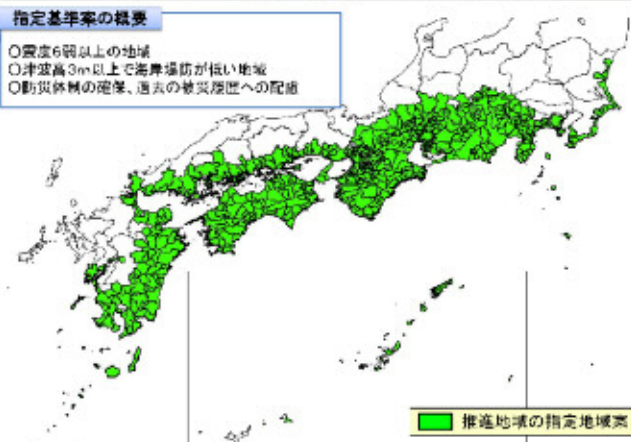 指定基準案の概要
○震度6弱以上の地域
○津波高3m以上で海岸堤防が低い地域
○防災体制の確保、過去の被災履歴への配慮
推進地域の指定地域案